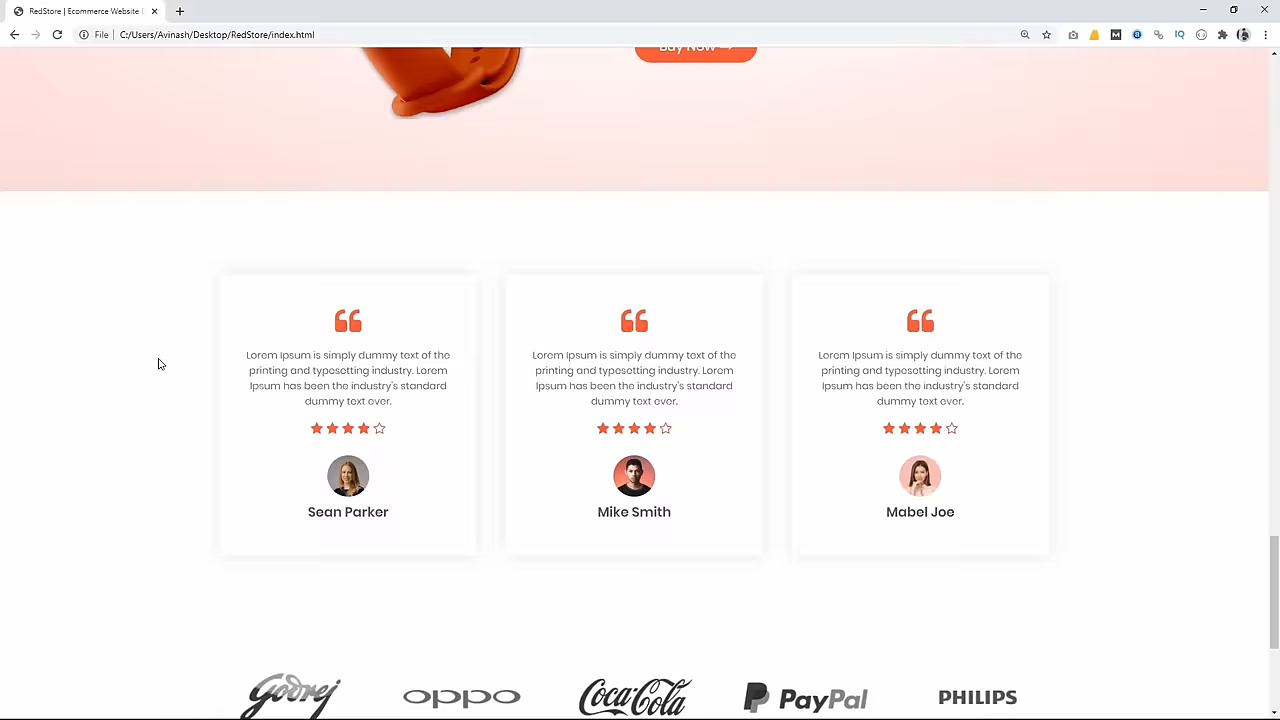 RedStore | Ecommerce Website
File
C:/Users/Avinash/Desktop/RedStore/index.html
Buy Now →
Lorem Ipsum is simply dummy text of the
printing and typesetting industry. Lorem
Ipsum has been the industry's standard
dummy text ever.
Sean Parker
Lorem Ipsum is simply dummy text of the
printing and typesetting industry. Lorem
Ipsum has been the industry's standard
dummy text ever.
Mike Smith
Lorem Ipsum is simply dummy text of the
printing and typesetting industry. Lorem
Ipsum has been the industry's standard
dummy text ever.
Mabel Joe
Godrej
oppo
Coca-Cola
PayPal
PHILIPS